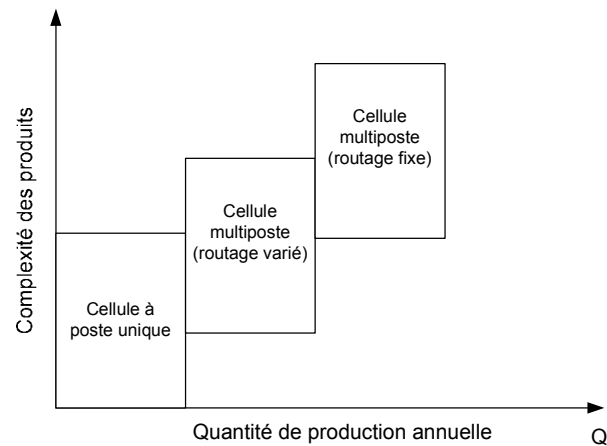 Complexité des produits
Cellule
multiposte
(routage fixe)
Cellule
multiposte
(routage varié)
Cellule à
poste unique
Quantité de production annuelle
Q